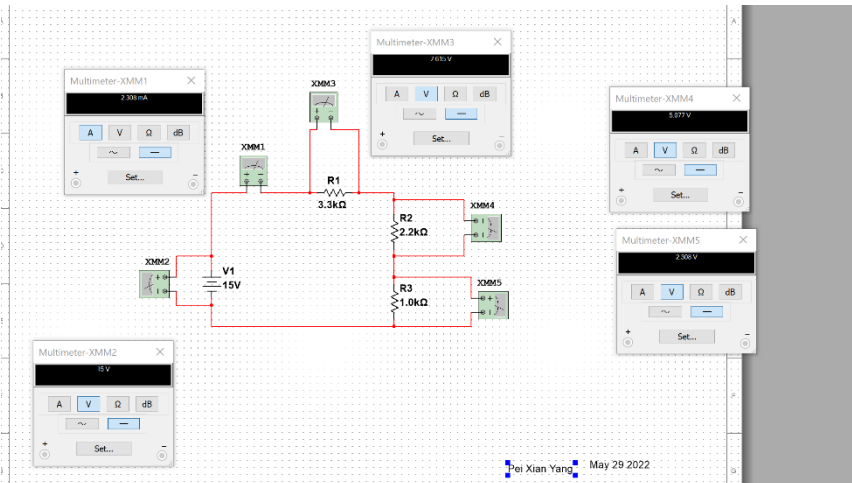 Multimeter-XMM1
2.308 mA
A V Ω dB
~ —
+ Set... -
Multimeter-XMM3
7.615 V
A V Ω dB
~ —
+ Set... -
Multimeter-XMM4
5.077 V
A V Ω dB
~ —
+ Set... -
Multimeter-XMM5
2.308 V
A V Ω dB
~ —
+ Set... -
Multimeter-XMM2
15 V
A V Ω dB
~ —
+ Set... -
XMM3
XMM1
R1
3.3kΩ
XMM4
R2
2.2kΩ
XMM2
V1
15V
XMM5
R3
1.0kΩ
Pei Xian Yang May 29 2022
A